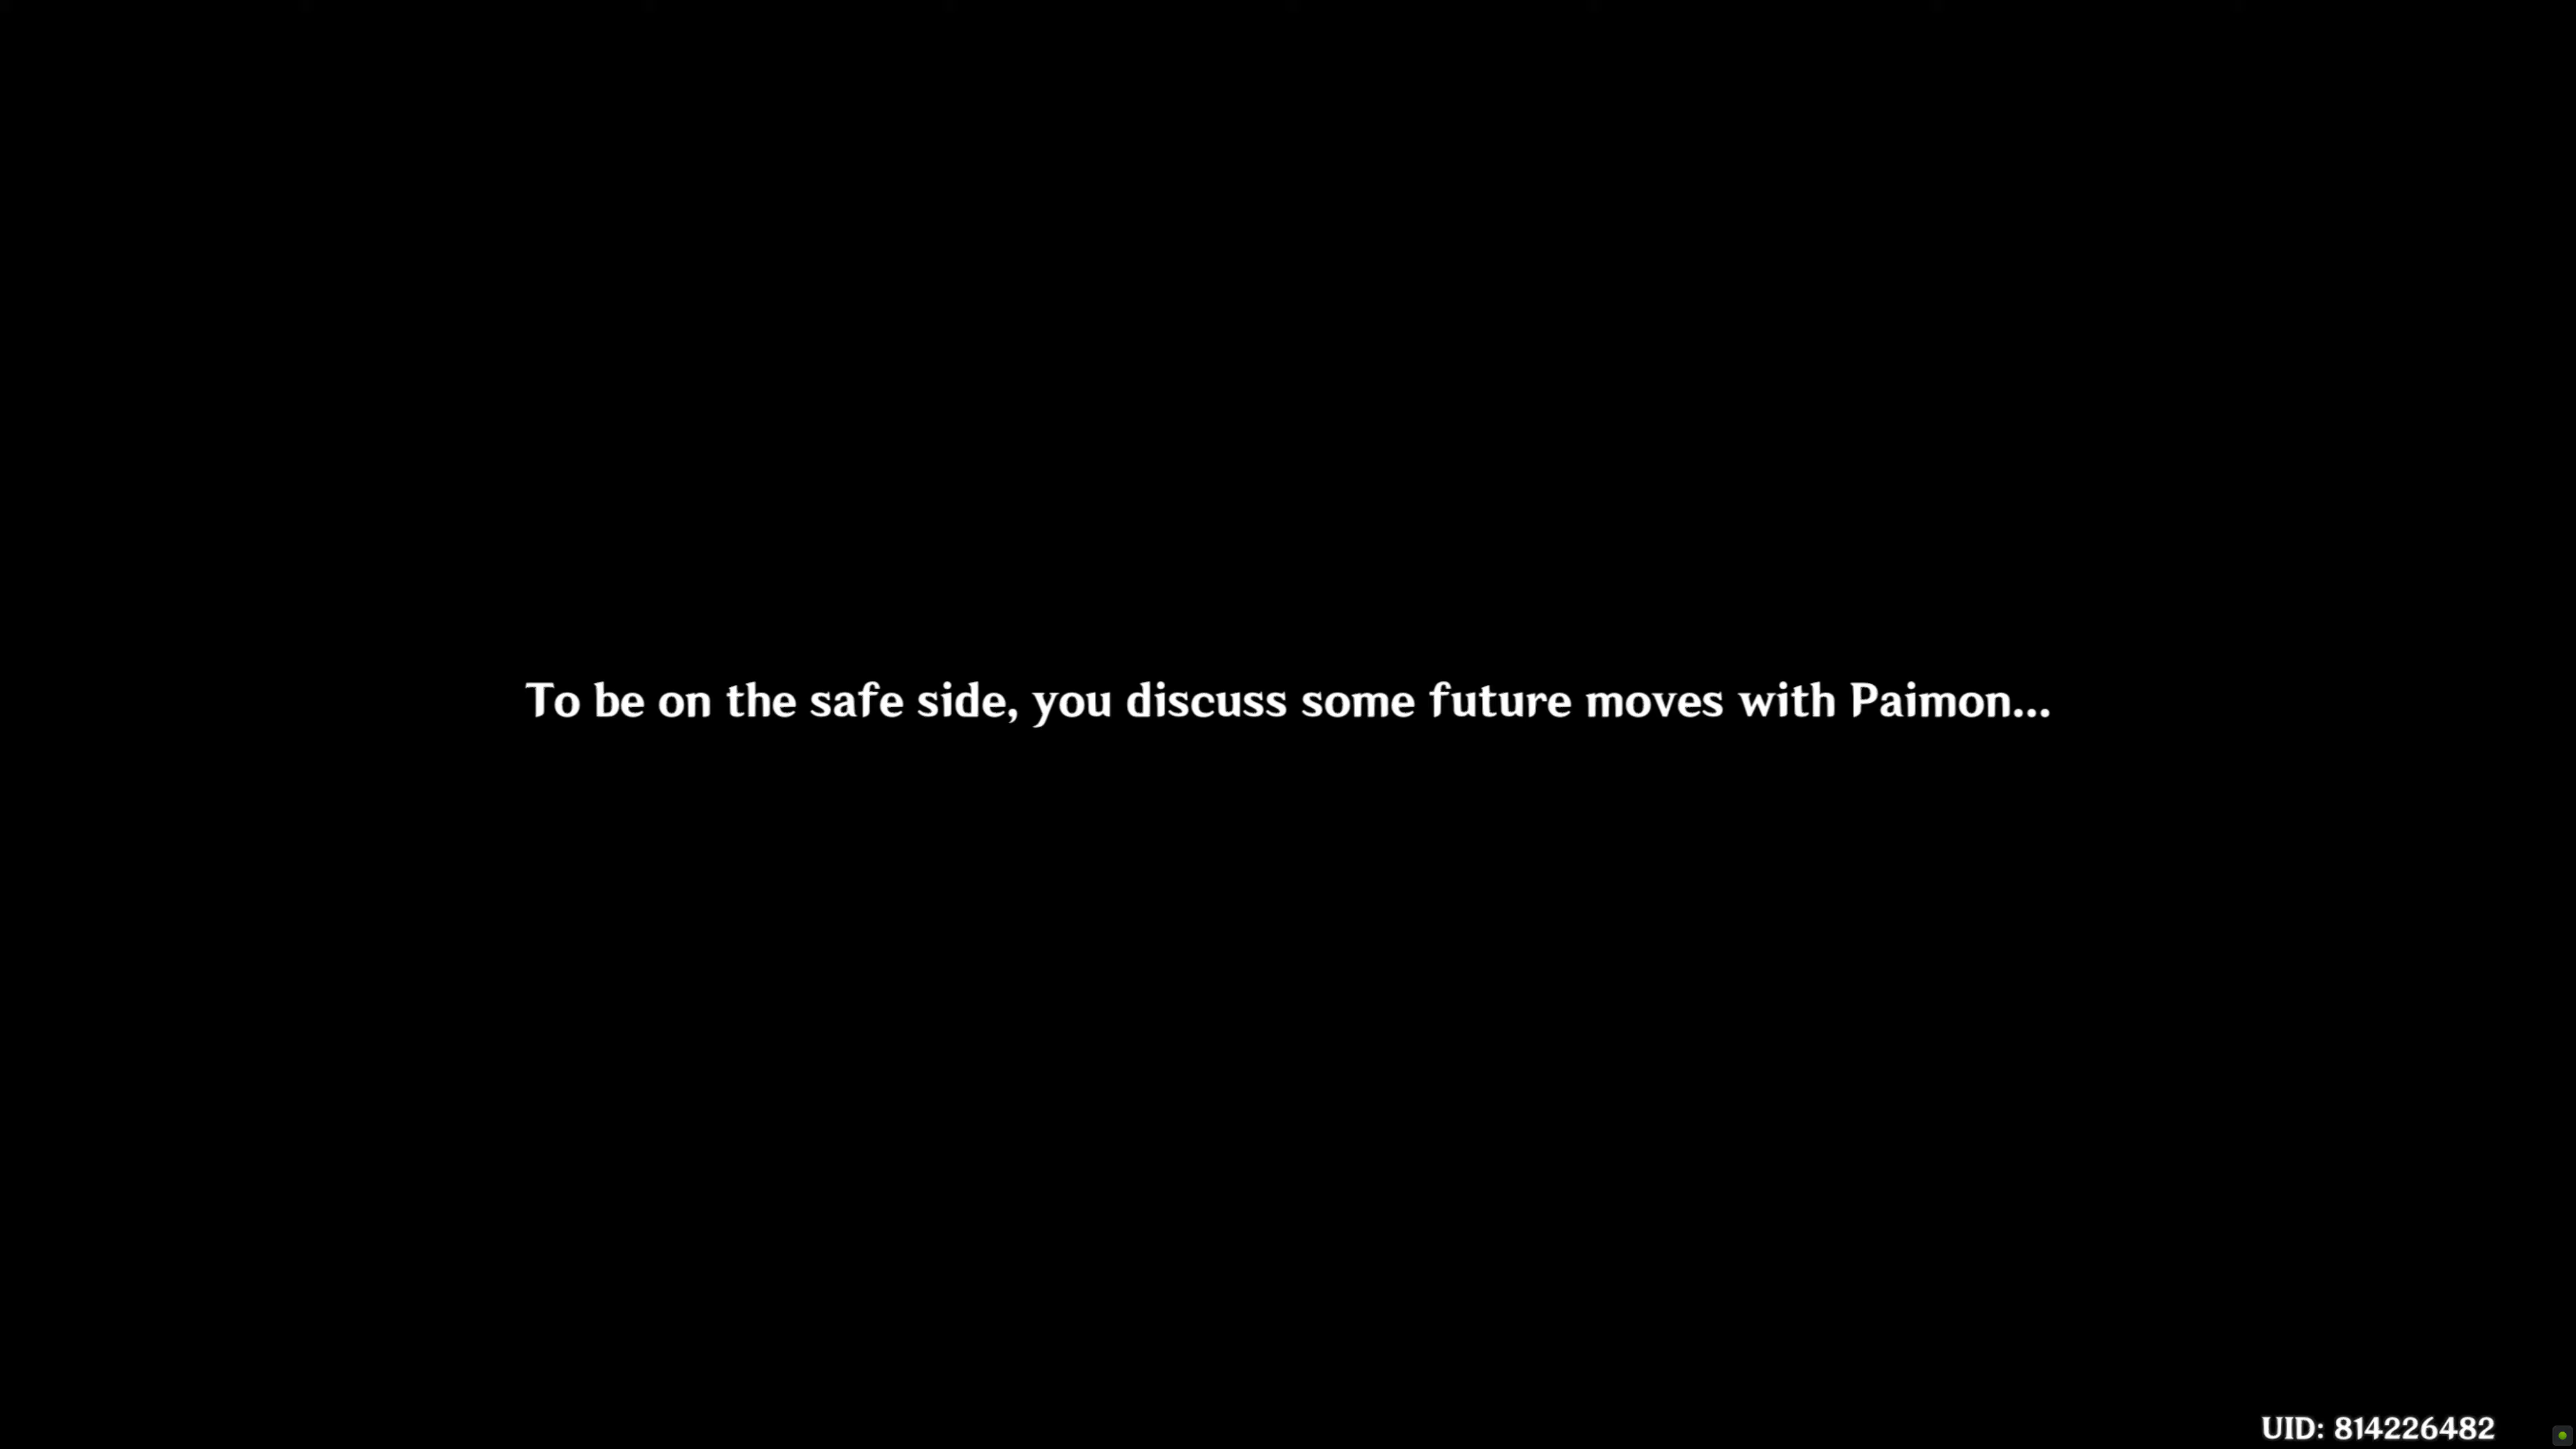 To be on the safe side, you discuss some future moves with Paimon...
UID: 814226482